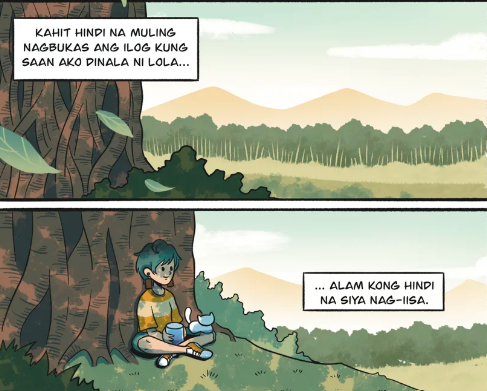 KAHIT HINDI NA MULING
NAGBUKAS ANG ILOG KUNG
SAAN AKO DINALA NI LOLA...
... ALAM KONG HINDI
NA SIYA NAG-IISA.